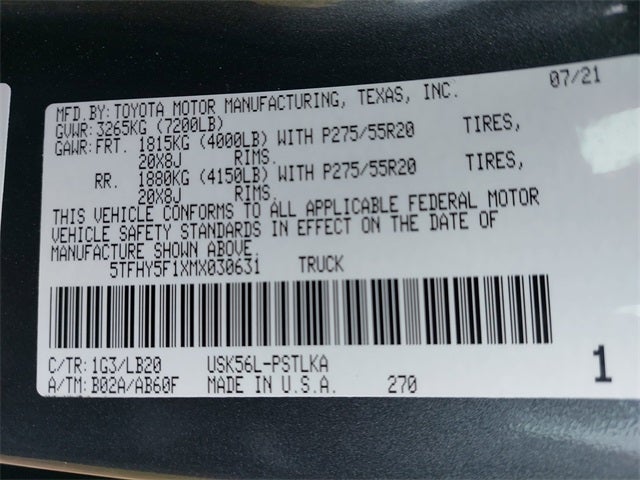 07/21
MFD.BY:TOYOTA MOTOR MANUFACTURING, TEXAS, INC.
GVWR:3265KG (7200LB)
GAWR:FRT. 1815KG (4000LB) WITH P275/55R20 TIRES,
20X8J RIMS.
RR. 1880KG (4150LB) WITH P275/55R20 TIRES,
20X8J RIMS.
THIS VEHICLE CONFORMS TO ALL APPLICABLE FEDERAL MOTOR
VEHICLE SAFETY STANDARDS IN EFFECT ON THE DATE OF
MANUFACTURE SHOWN ABOVE.
5TFHY5F1XMX030631 TRUCK
C/TR:1G3/LB20 USK56L-PSTLKA
A/TM:B02A/AB60F MADE IN U.S.A. 270
1